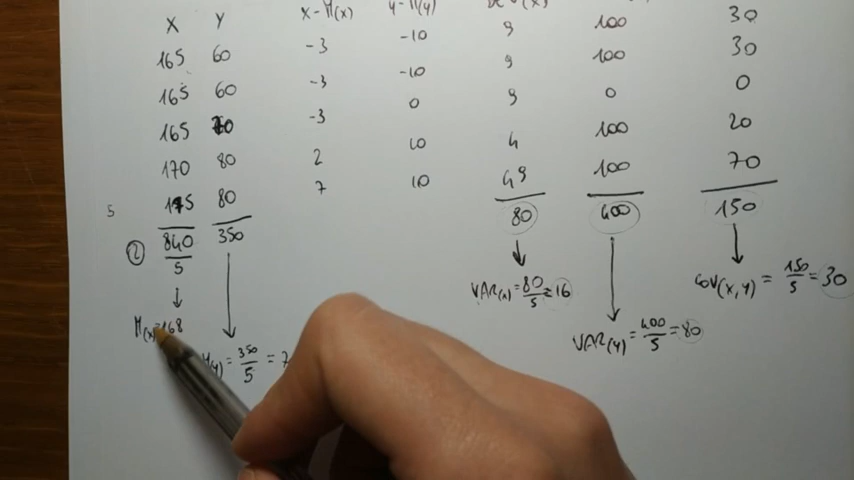 X Y X-M(x) y-M(y)
165 60 -3 -10 9 100 30
165 60 -3 -10 9 100 30
165 70 -3 0 9 0 0
170 80 2 10 4 100 20
175 80 7 10 49 100 70
5
2 840 350 80 400 150
5
M(x)=168
M(y)=350/5=7
VAR(x)=80/5=16
VAR(y)=400/5=80
COV(x,y)=150/5=30